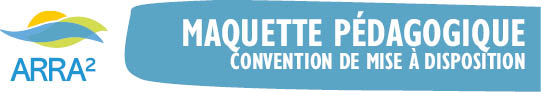 MAQUETTE PÉDAGOGIQUE
CONVENTION DE MISE À DISPOSITION
ARRA²